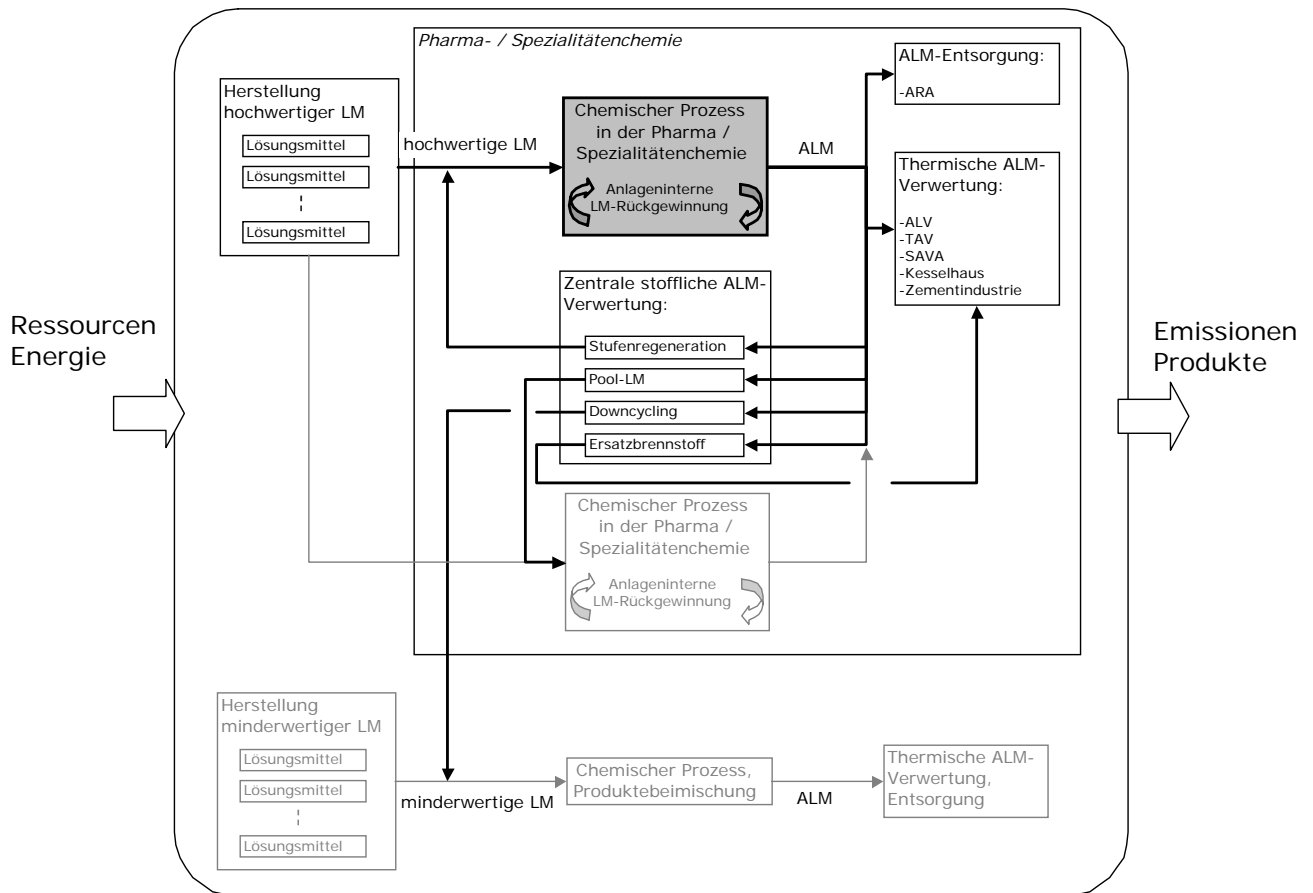 Pharma- / Spezialitätenchemie
Herstellung
hochwertiger LM
Lösungsmittel
Lösungsmittel
Lösungsmittel
hochwertige LM
Chemischer Prozess
in der Pharma /
Spezialitätenchemie
Anlageninterne
LM-Rückgewinnung
ALM
ALM-Entsorgung:
-ARA
Thermische ALM-
Verwertung:
-ALV
-TAV
-SAVA
-Kesselhaus
-Zementindustrie
Zentrale stoffliche ALM-
Verwertung:
Stufenregeneration
Pool-LM
Downcycling
Ersatzbrennstoff
Ressourcen
Energie
Emissionen
Produkte
Chemischer Prozess
in der Pharma /
Spezialitätenchemie
Anlageninterne
LM-Rückgewinnung
Herstellung
minderwertiger LM
Lösungsmittel
Lösungsmittel
Lösungsmittel
minderwertige LM
Chemischer Prozess,
Produktebeimischung
ALM
Thermische ALM-
Verwertung,
Entsorgung